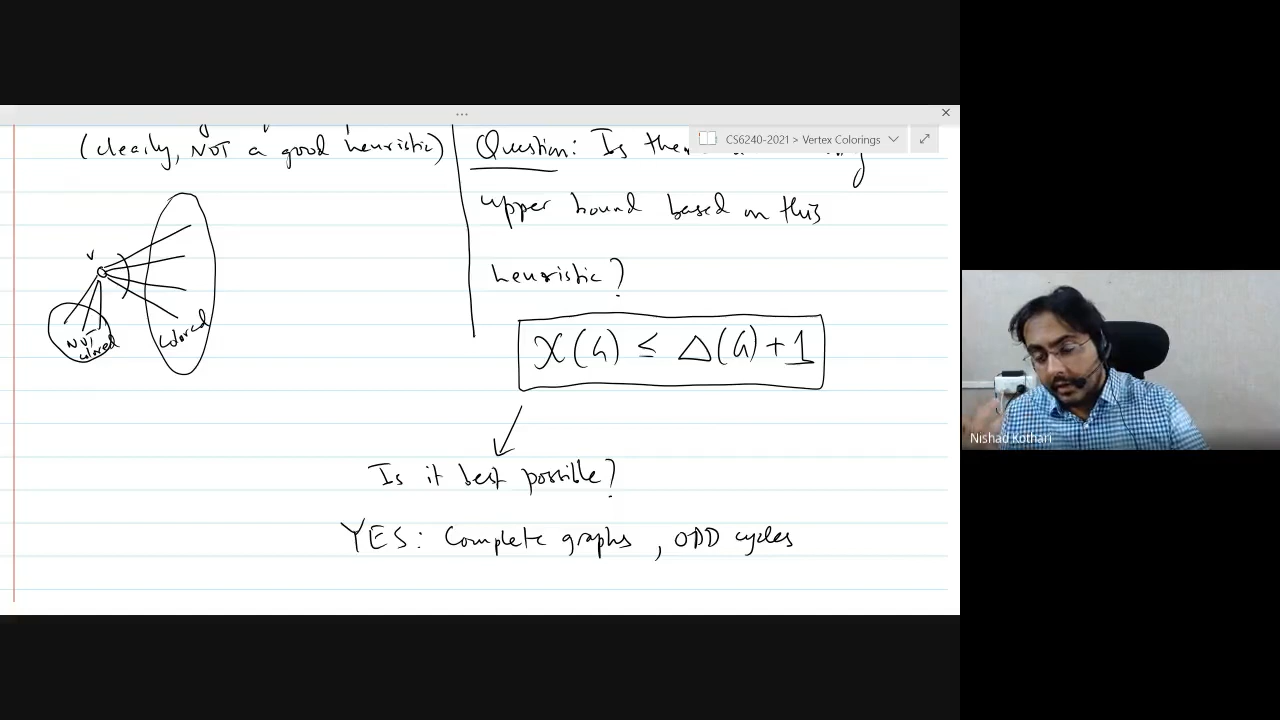 CS6240-2021 > Vertex Colorings
(clearly, NOT a good heuristic)
v
NOT
colored
colored
Question: Is
upper bound based on this
heuristic?
χ(G) ≤ Δ(G)+1
Is it best possible?
YES: Complete graphs, ODD cycles
Nishad Kothari